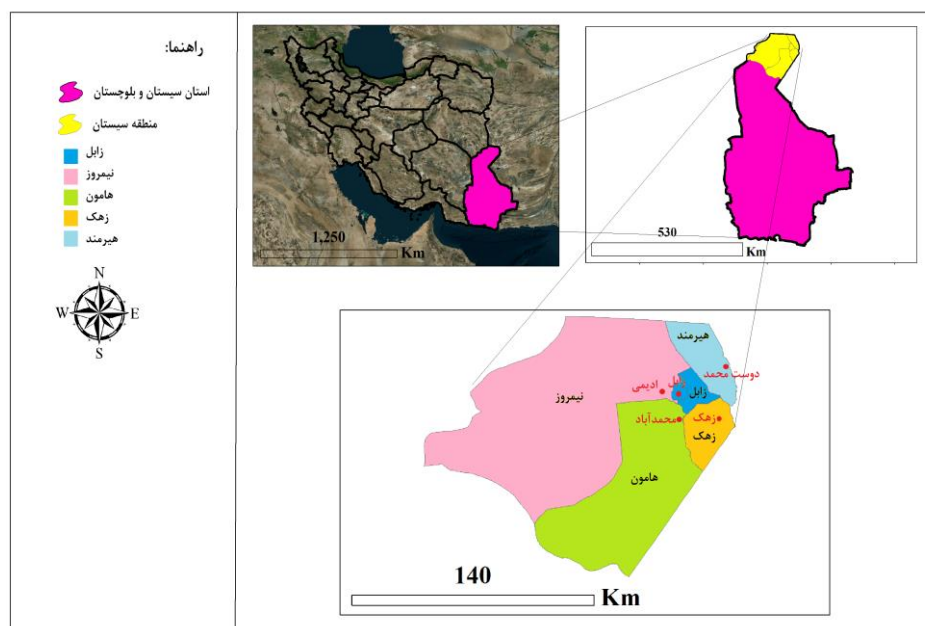 راهنما:
استان سیستان و بلوچستان
منطقه سیستان
زابل
نیمروز
هامون
زهک
هیرمند
N
W E
S
1,250
Km
530
Km
هیرمند
دوست محمد
زابل
ادیمی
زابل
نیمروز
محمدآباد
زهک
زهک
هامون
140
Km